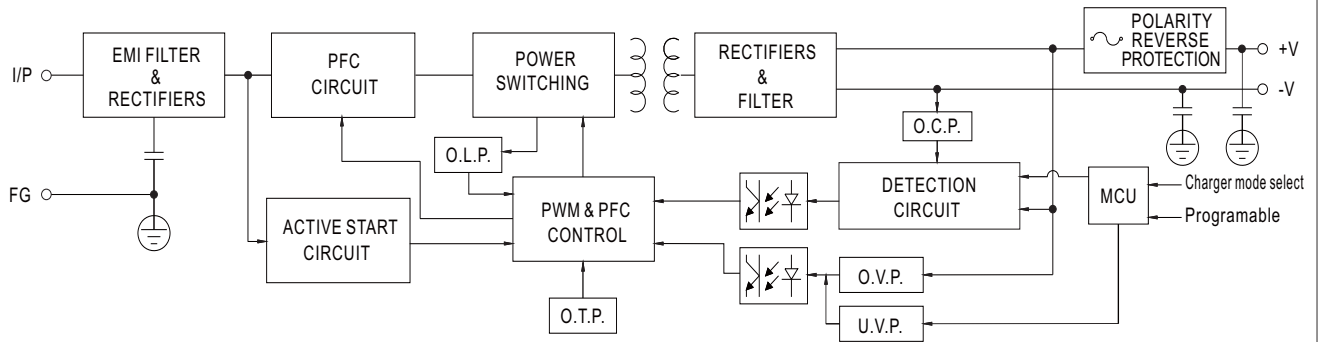 I/P
EMI FILTER
&
RECTIFIERS
PFC
CIRCUIT
POWER
SWITCHING
RECTIFIERS
&
FILTER
POLARITY
REVERSE
PROTECTION
+V
-V
O.C.P.
O.L.P.
FG
ACTIVE START
CIRCUIT
PWM & PFC
CONTROL
DETECTION
CIRCUIT
MCU
Charger mode select
Programable
O.V.P.
O.T.P.
U.V.P.